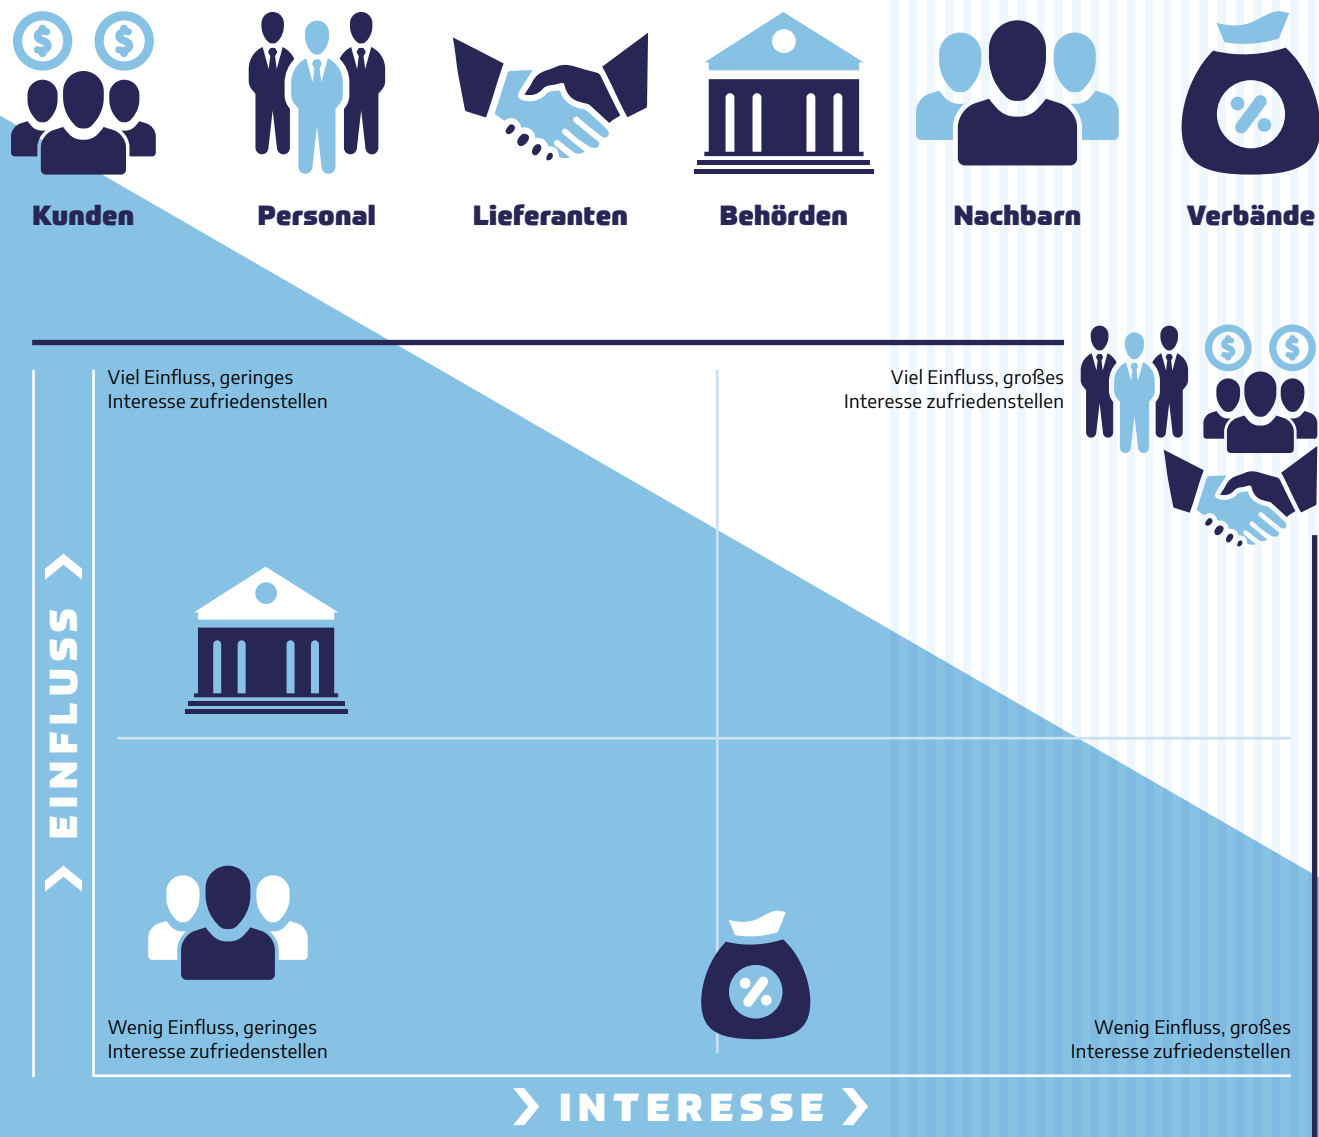 Kunden
Personal
Lieferanten
Behörden
Nachbarn
Verbände
Viel Einfluss, geringes
Interesse zufriedenstellen
Viel Einfluss, großes
Interesse zufriedenstellen
EINFLUSS
Wenig Einfluss, geringes
Interesse zufriedenstellen
Wenig Einfluss, großes
Interesse zufriedenstellen
INTERESSE